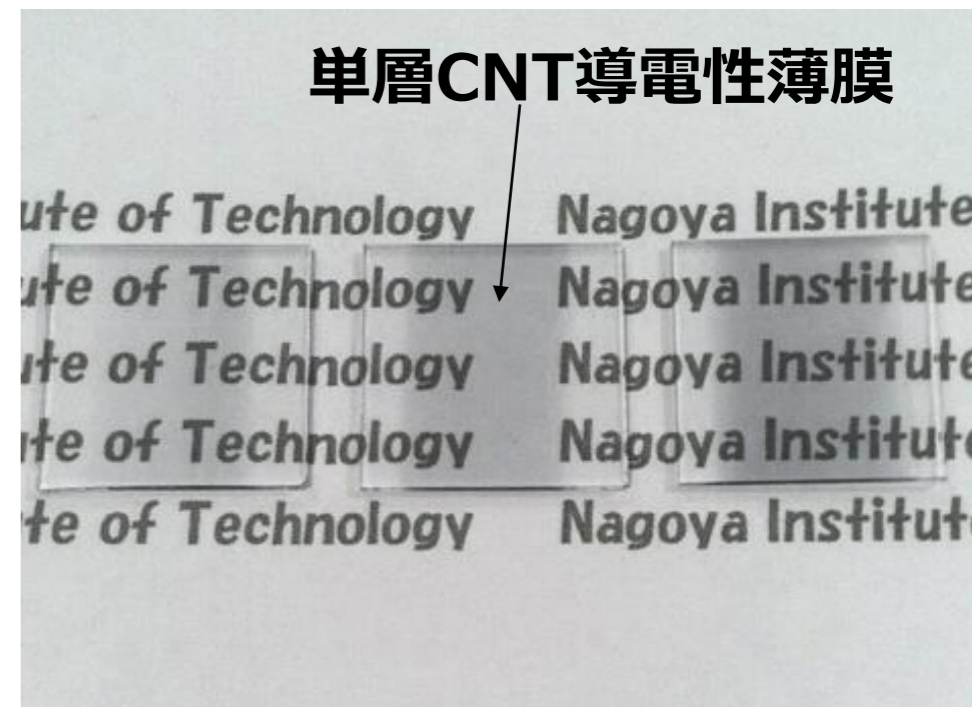 単層CNT導電性薄膜
ute of Technology Nagoya Institute
ute of Technology Nagoya Institute
ute of Technology Nagoya Institute
te of Technology Nagoya Institute
te of Technology Nagoya Institut